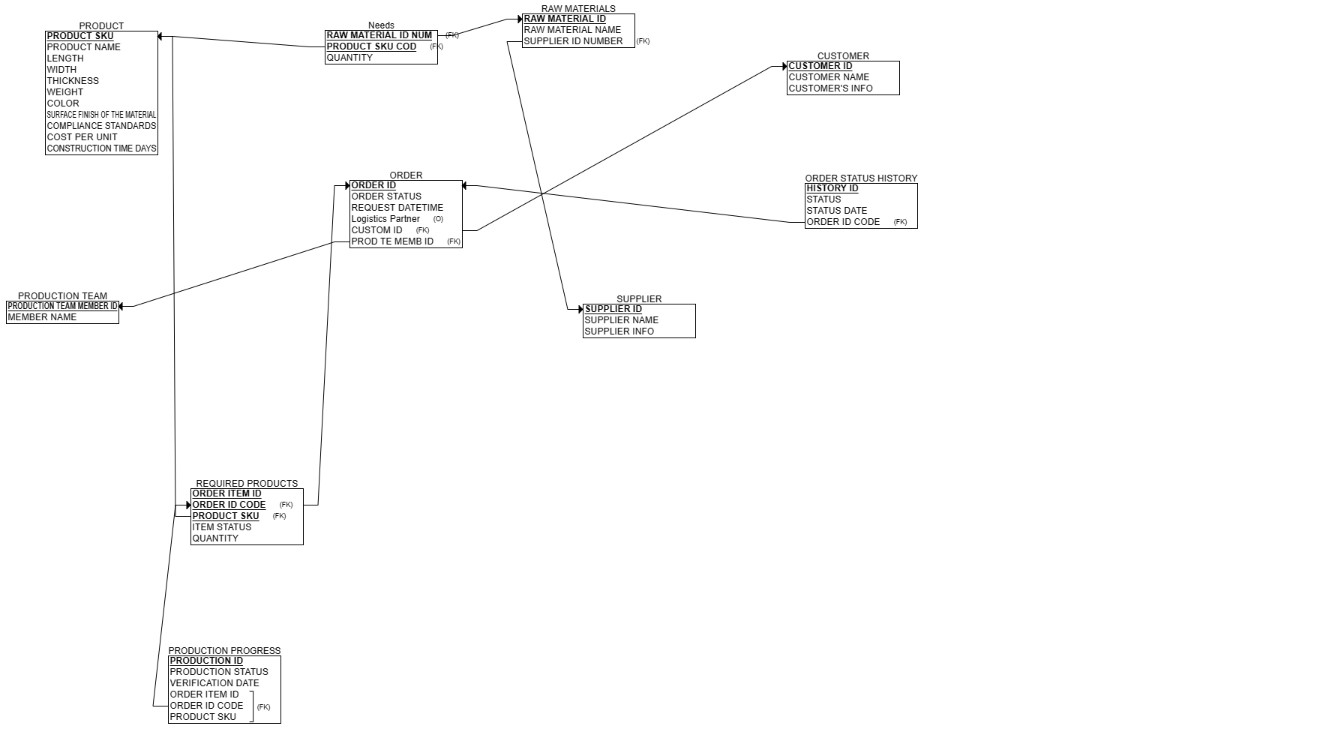 PRODUCT
PRODUCT SKU
PRODUCT NAME
LENGTH
WIDTH
THICKNESS
WEIGHT
COLOR
SURFACE FINISH OF THE MATERIAL
COMPLIANCE STANDARDS
COST PER UNIT
CONSTRUCTION TIME DAYS
Needs
RAW MATERIAL ID NUM (FK)
PRODUCT SKU COD (FK)
QUANTITY
RAW MATERIALS
RAW MATERIAL ID
RAW MATERIAL NAME
SUPPLIER ID NUMBER (FK)
CUSTOMER
CUSTOMER ID
CUSTOMER NAME
CUSTOMER'S INFO
ORDER
ORDER ID
ORDER STATUS
REQUEST DATETIME
Logistics Partner (O)
CUSTOM ID (FK)
PROD TE MEMB ID (FK)
ORDER STATUS HISTORY
HISTORY ID
STATUS
STATUS DATE
ORDER ID CODE (FK)
PRODUCTION TEAM
PRODUCTION TEAM MEMBER ID
MEMBER NAME
SUPPLIER
SUPPLIER ID
SUPPLIER NAME
SUPPLIER INFO
REQUIRED PRODUCTS
ORDER ITEM ID
ORDER ID CODE (FK)
PRODUCT SKU (FK)
ITEM STATUS
QUANTITY
PRODUCTION PROGRESS
PRODUCTION ID
PRODUCTION STATUS
VERIFICATION DATE
ORDER ITEM ID
ORDER ID CODE (FK)
PRODUCT SKU